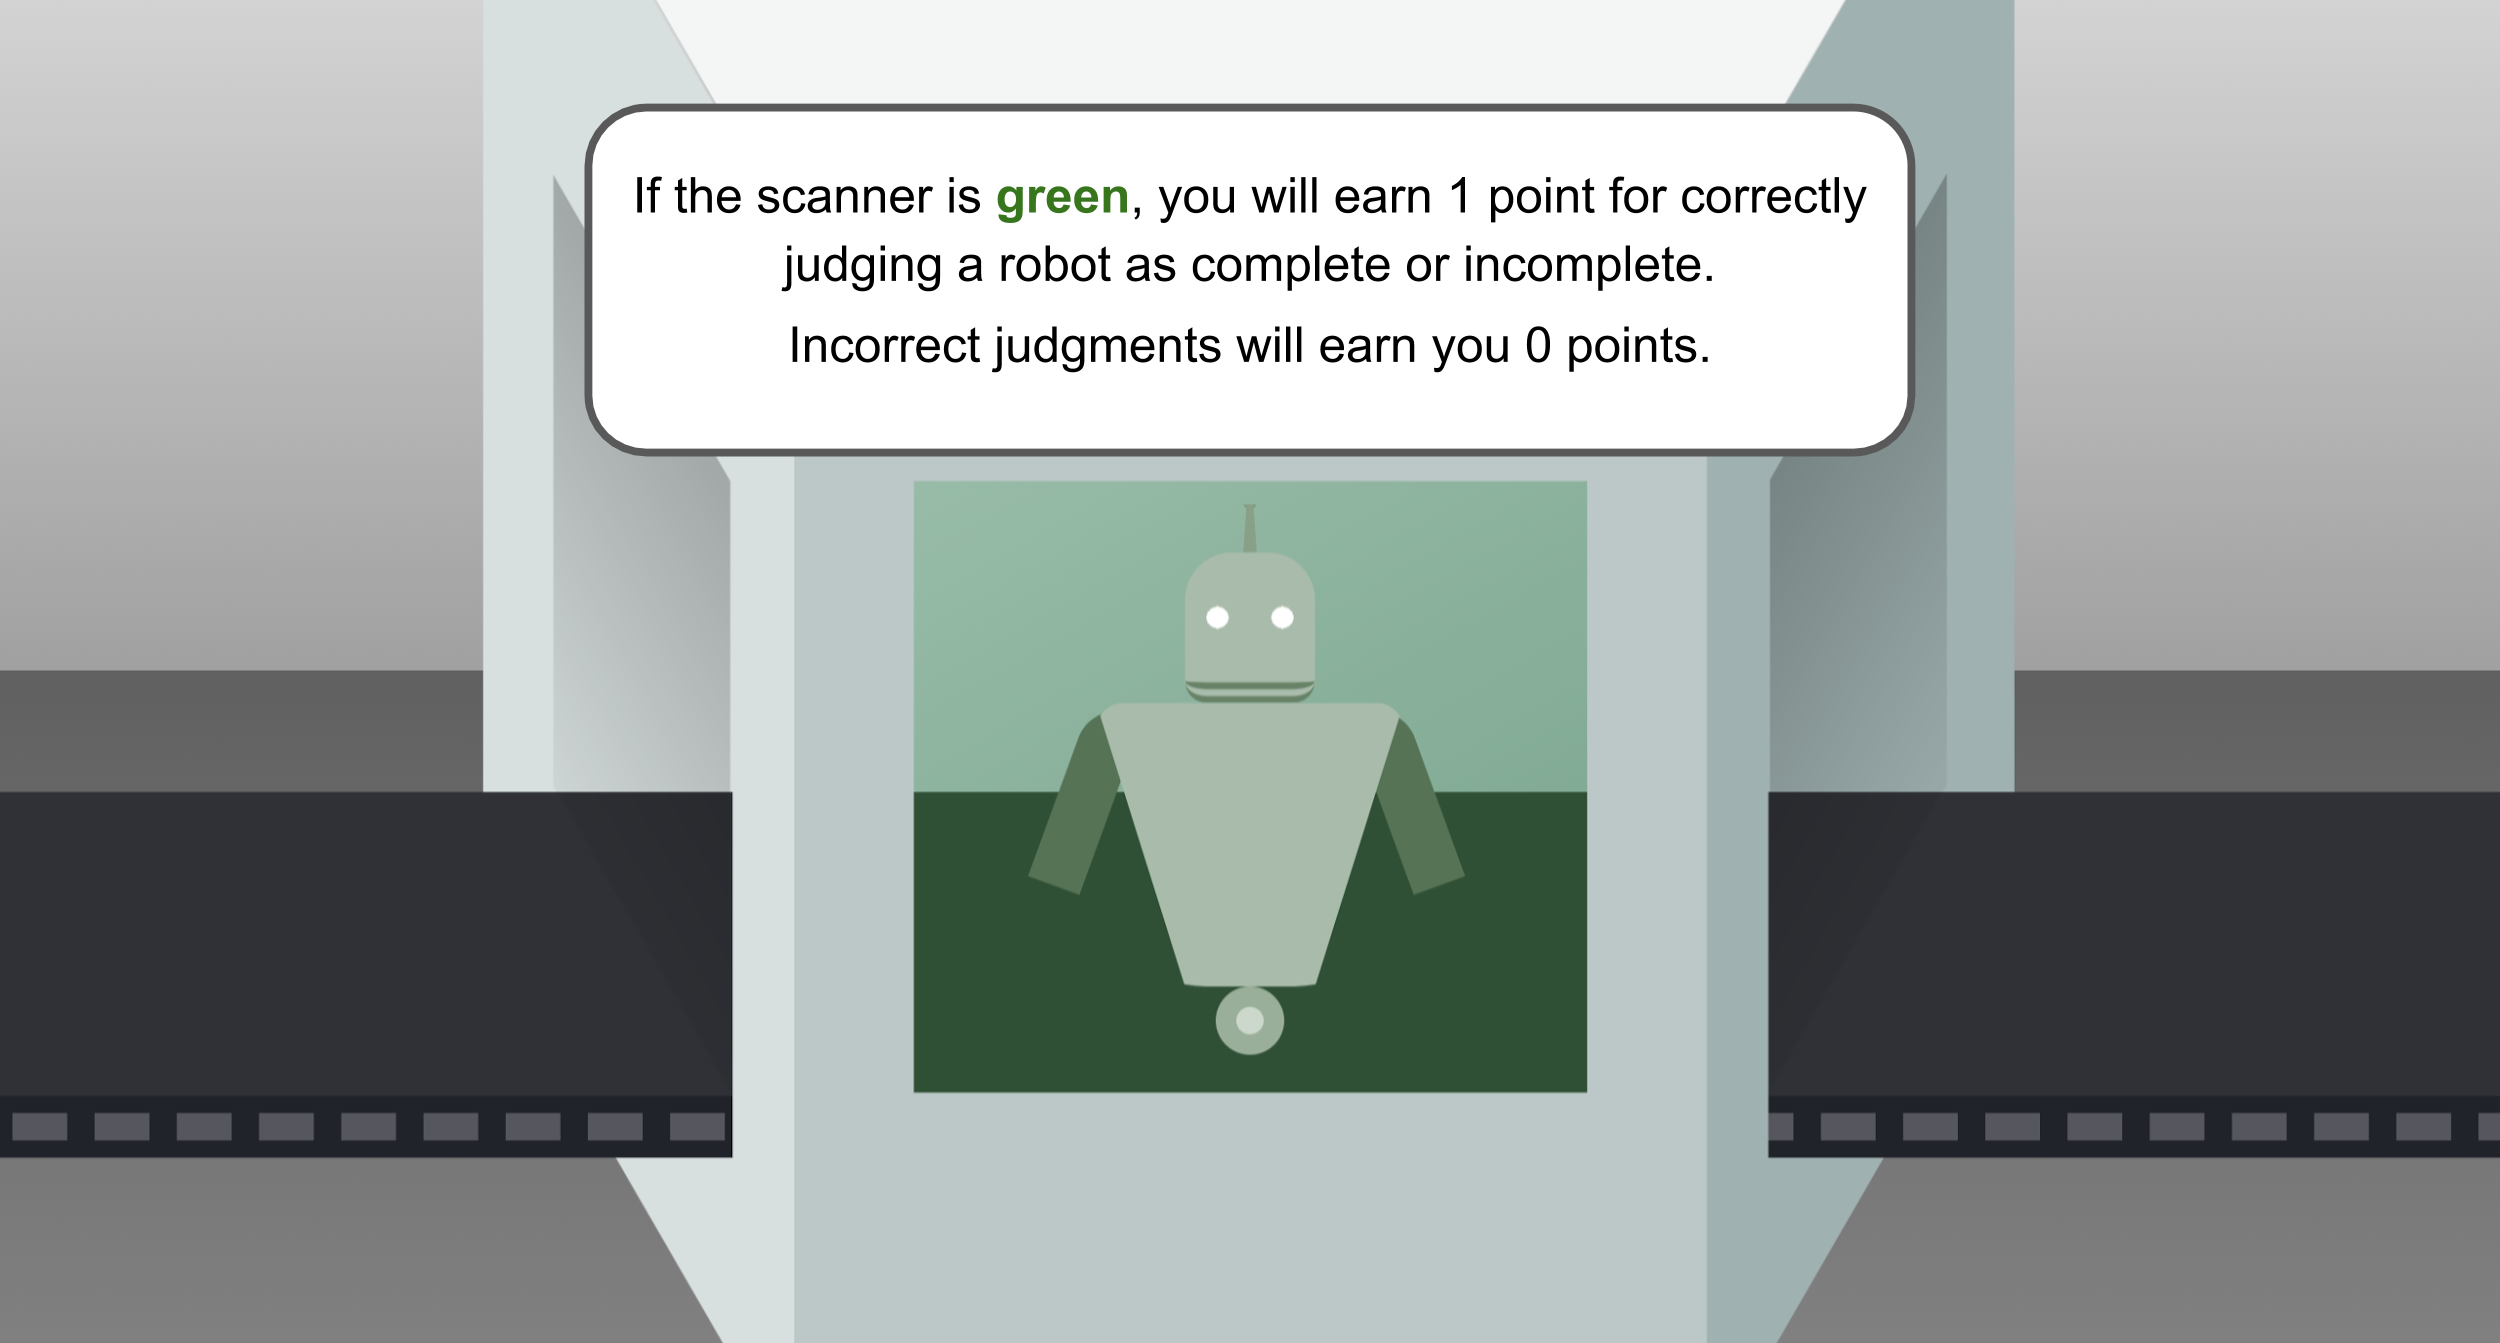 If the scanner is green, you will earn 1 point for correctly
judging a robot as complete or incomplete.
Incorrect judgments will earn you 0 points.